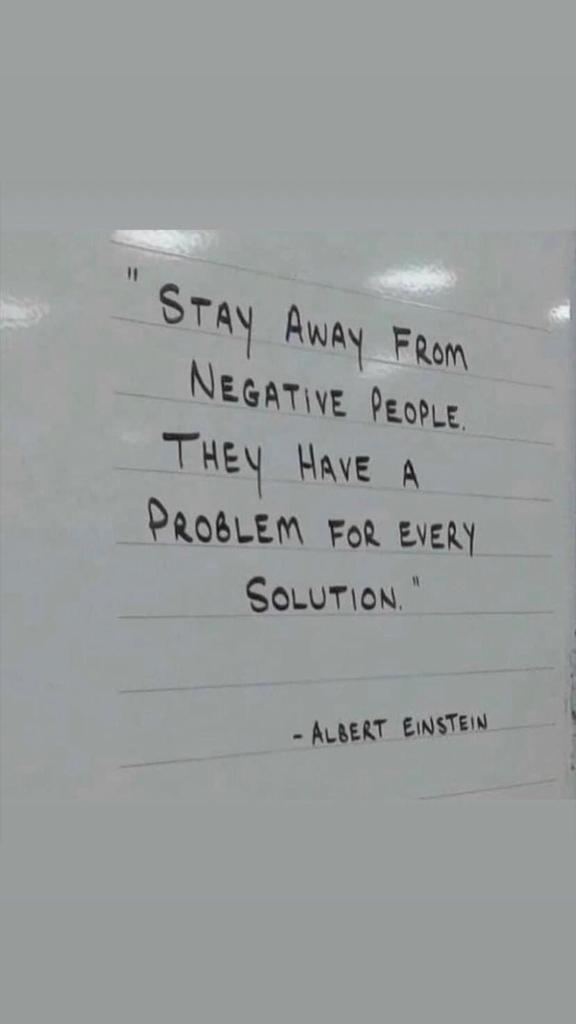 "STAY AWAY FROM
NEGATIVE PEOPLE.
THEY HAVE A
PROBLEM FOR EVERY
SOLUTION."
- ALBERT EINSTEIN